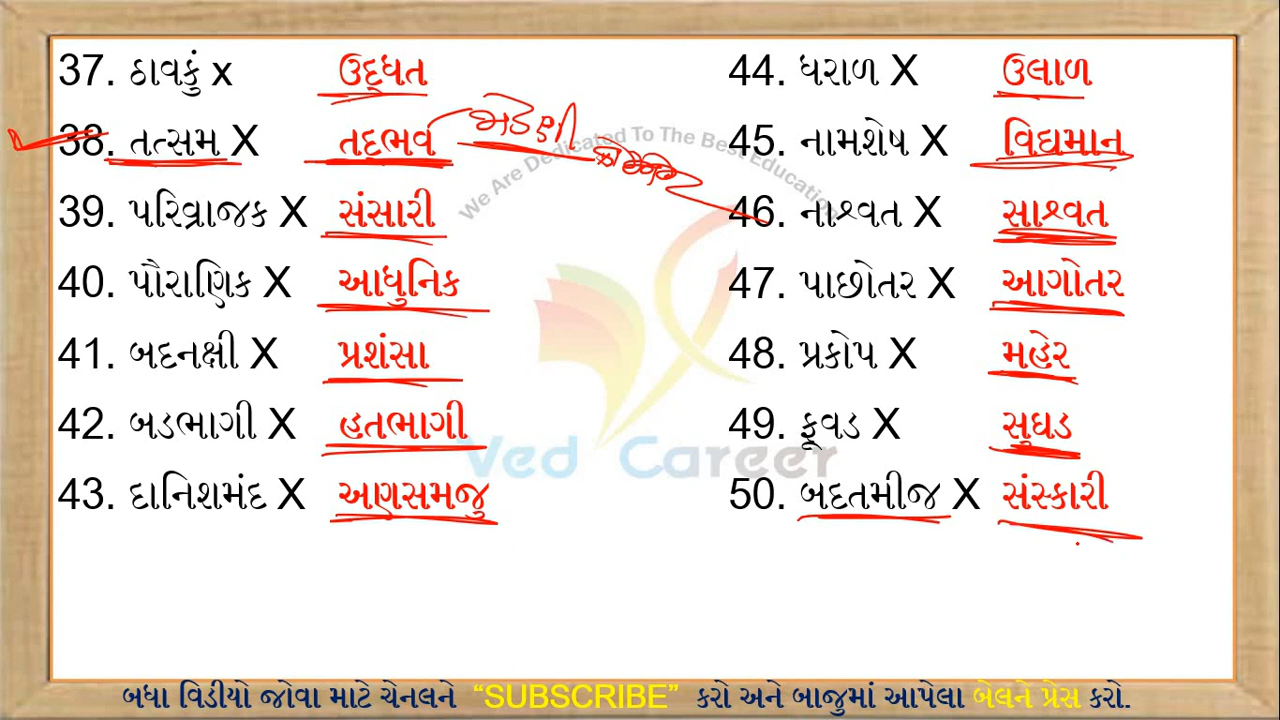 37. ઠાવકું x ઉદ્ધત
38. તત્સમ X તદ્ભવ
39. પરિવ્રાજક X સંસારી
40. પૌરાણિક X આધુનિક
41. બદનક્ષી X પ્રશંસા
42. બડભાગી X હતભાગી
43. દાનિશમંદ X અણસમજુ
44. ધરાળ X ઉલાળ
45. નામશેષ X વિદ્યમાન
46. નાશ્વત X સાશ્વત
47. પાછોતર X આગોતર
48. પ્રકોપ X મહેર
49. ફૂવડ X સુઘડ
50. બદતમીજ X સંસ્કારી
We Are Dedicated To The Best Education
Ved Career
બધા વિડીયો જોવા માટે ચેનલને “SUBSCRIBE” કરો અને બાજુમાં આપેલા બેલને પ્રેસ કરો.